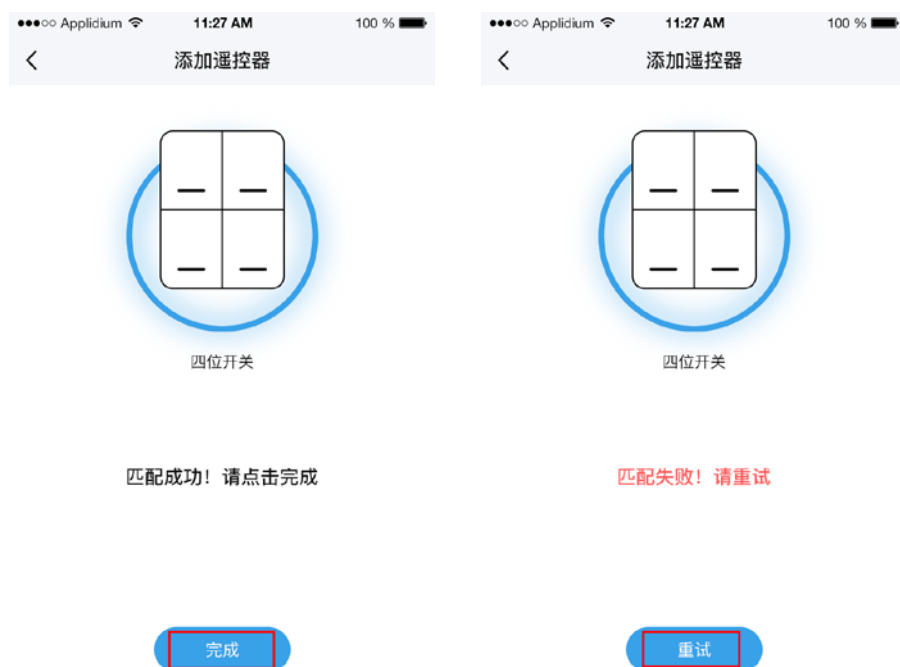 Applidium 11:27 AM 100 %
添加遥控器
四位开关
匹配成功！请点击完成
完成
Applidium 11:27 AM 100 %
添加遥控器
四位开关
匹配失败！请重试
重试